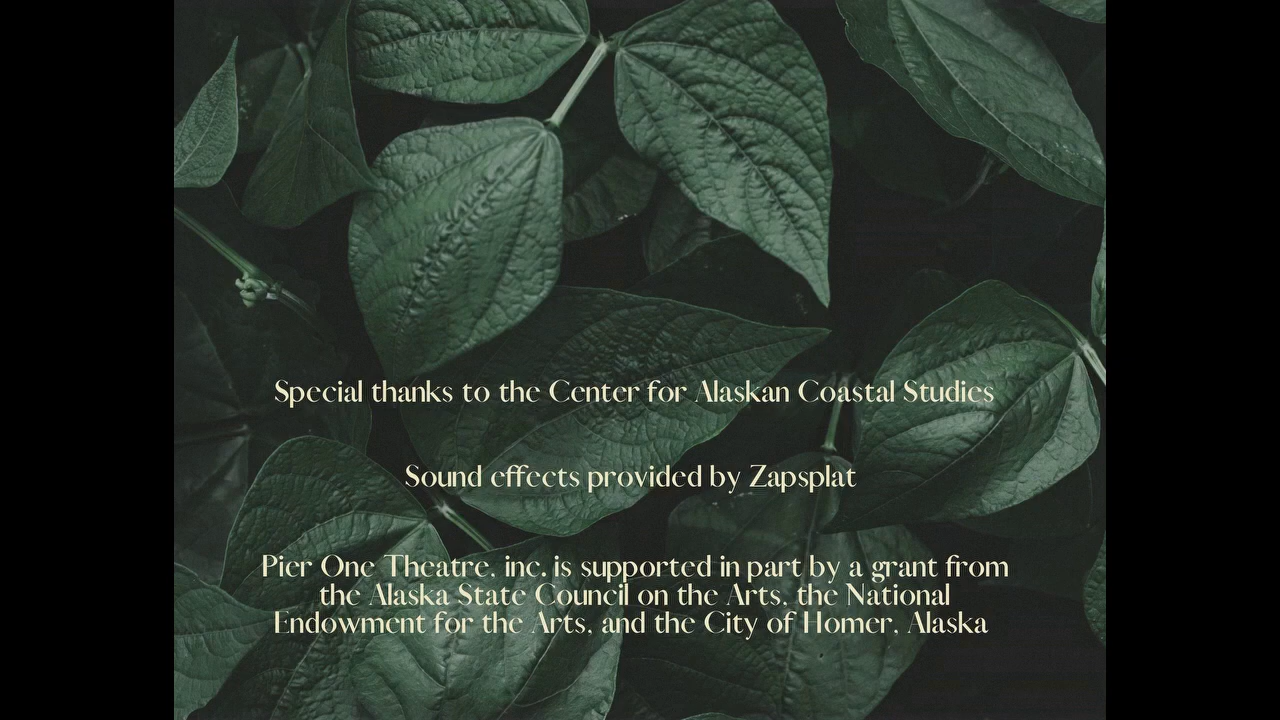 Special thanks to the Center for Alaskan Coastal Studies
Sound effects provided by Zapsplat
Pier One Theatre, inc. is supported in part by a grant from
the Alaska State Council on the Arts, the National
Endowment for the Arts, and the City of Homer, Alaska